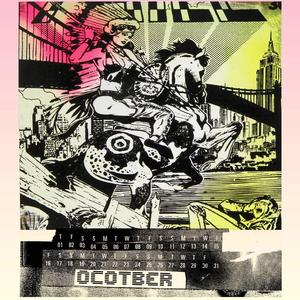 T F S S M T W T F S S M T W T
01 02 03 04 05 06 07 08 09 10 11 12 13 14 15
F S S M T W T F S S M T W T F S
16 17 18 19 20 21 22 23 24 25 26 27 28 29 30 31
OCOTBER